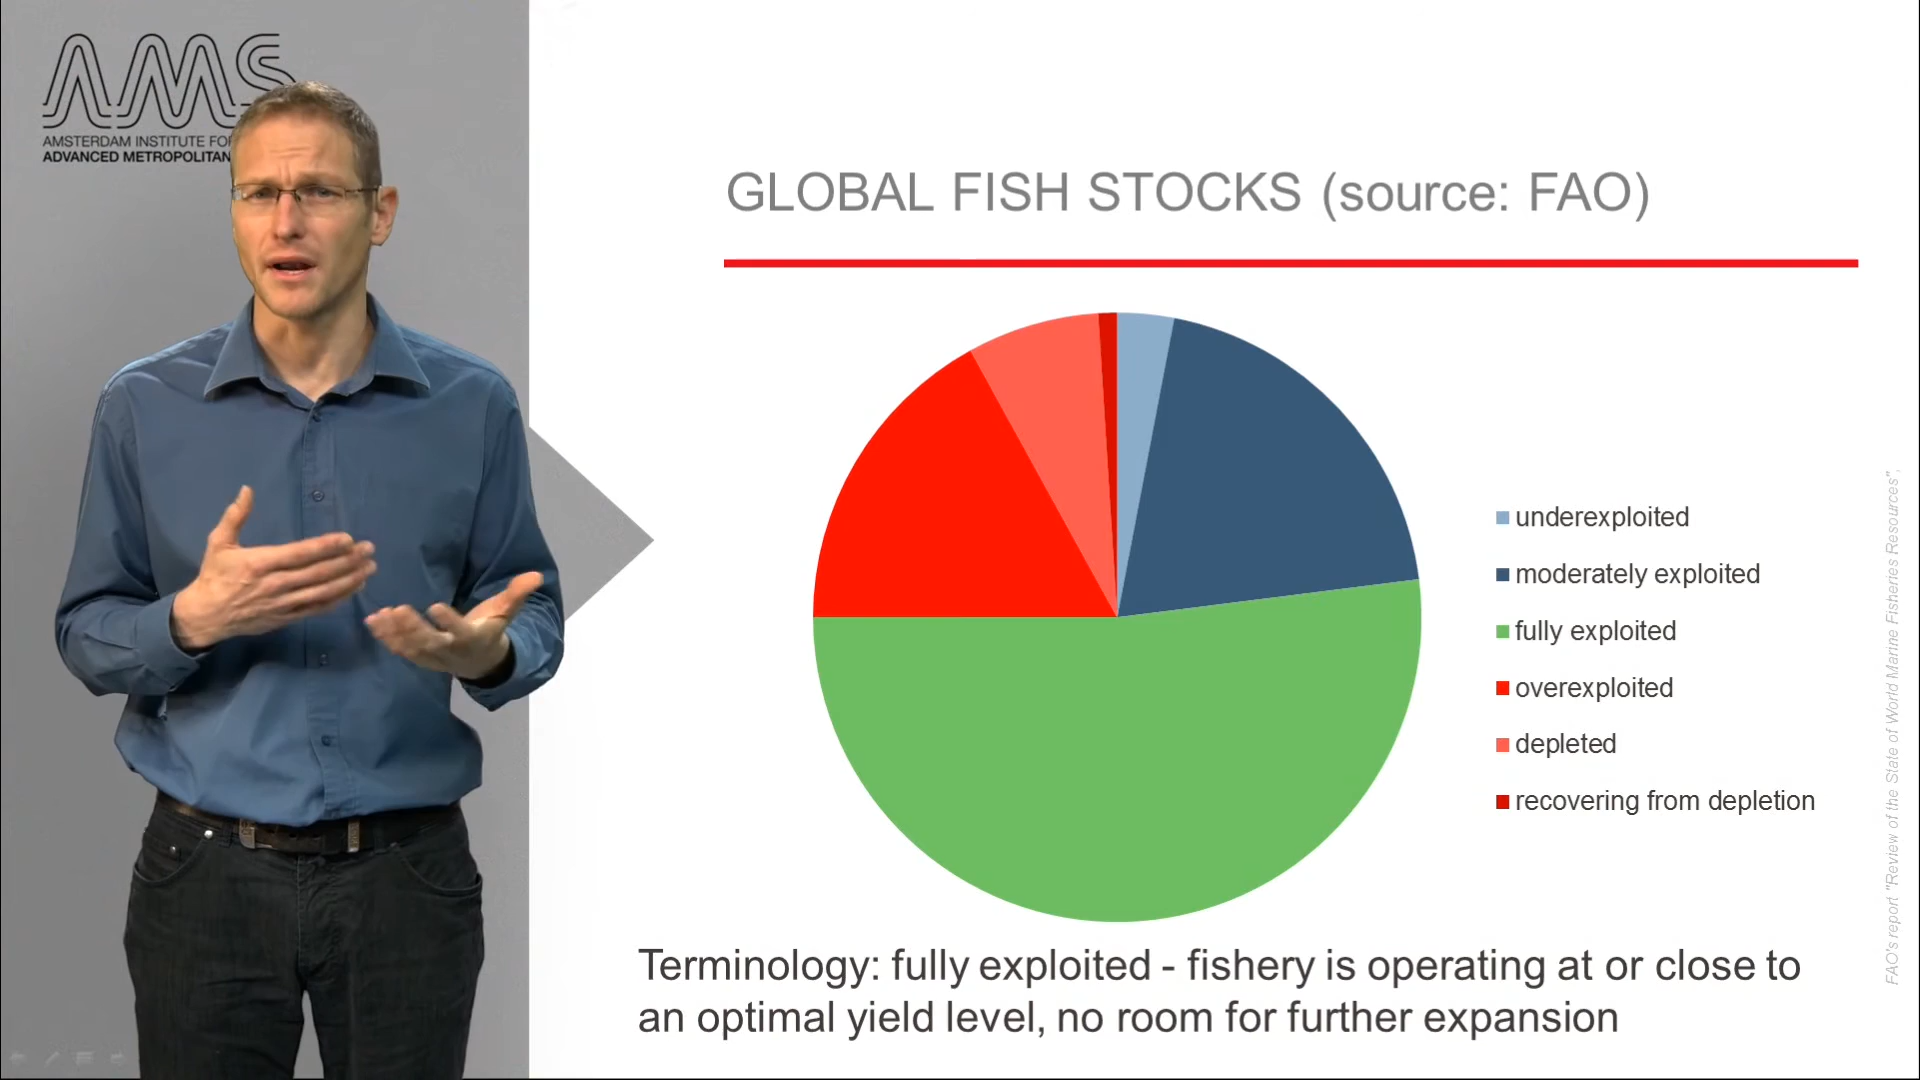 AMS
AMSTERDAM INSTITUTE FOR
ADVANCED METROPOLITAN
GLOBAL FISH STOCKS (source: FAO)
underexploited
moderately exploited
fully exploited
overexploited
depleted
recovering from depletion
Terminology: fully exploited - fishery is operating at or close to
an optimal yield level, no room for further expansion
FAO's report "Review of the State of World Marine Fisheries Resources",